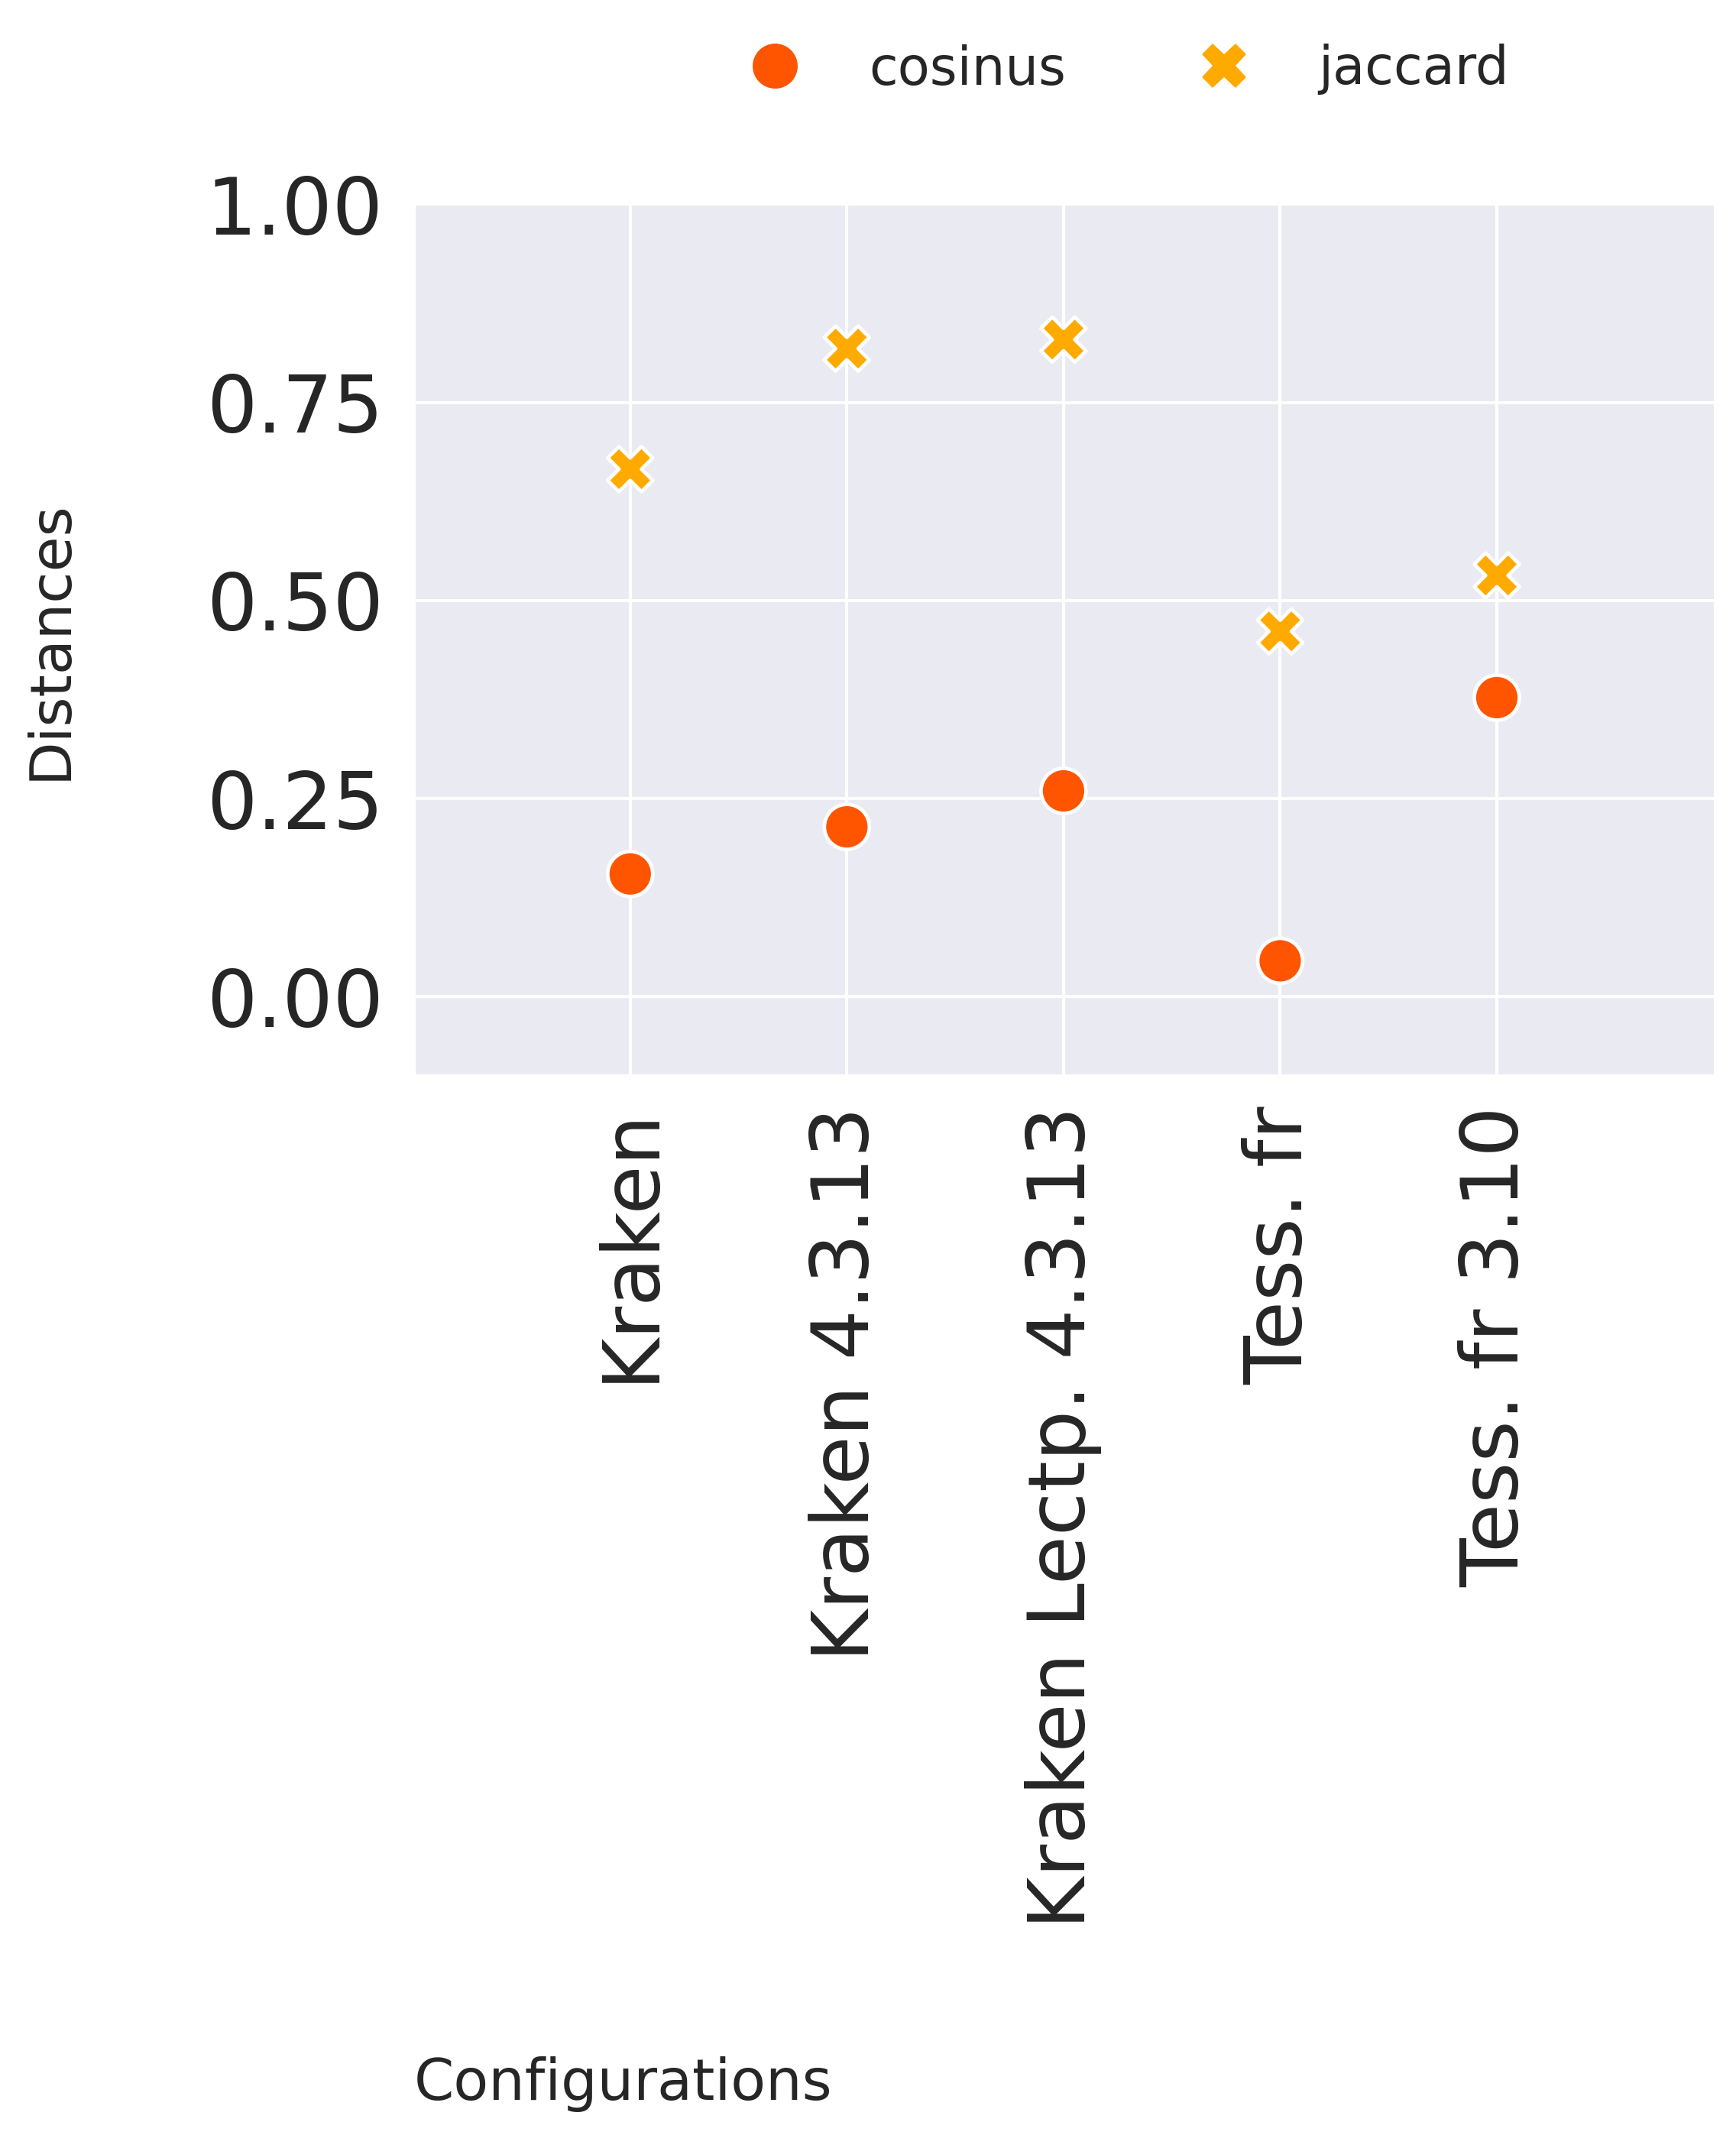 cosinus jaccard
1.00
0.75
0.50
0.25
0.00
Distances
Kraken
Kraken 4.3.13
Kraken Lectp. 4.3.13
Tess. fr
Tess. fr 3.10
Configurations